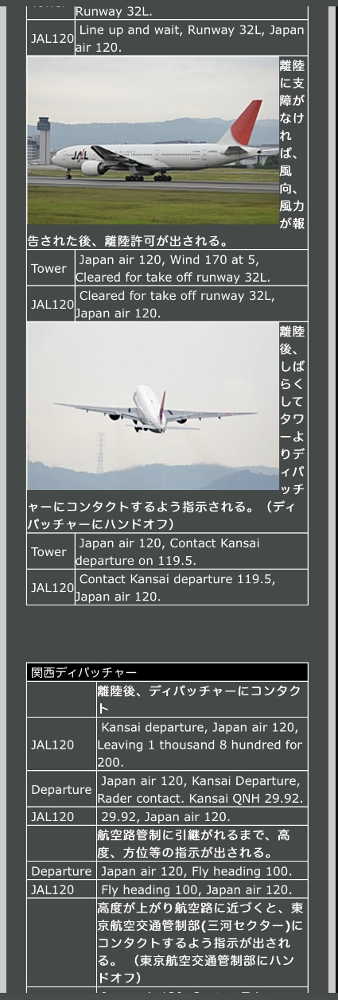 Runway 32L.
JAL120
Line up and wait, Runway 32L, Japan
air 120.
離陸
に支
障が
なけ
れ
ば、
風
向、
風力
が報
告された後、離陸許可が出される。
JAL
Tower
Japan air 120, Wind 170 at 5,
Cleared for take off runway 32L.
JAL120
Cleared for take off runway 32L,
Japan air 120.
離陸
後、
しば
らく
して
タワ
ーよ
りデ
ィパ
ッチ
ャーにコンタクトするよう指示される。（ディ
パッチャーにハンドオフ）
Tower
Japan air 120, Contact Kansai
departure on 119.5.
JAL120
Contact Kansai departure 119.5,
Japan air 120.
関西ディパッチャー
離陸後、ディパッチャーにコンタク
ト
JAL120
Kansai departure, Japan air 120,
Leaving 1 thousand 8 hundred for
200.
Departure
Japan air 120, Kansai Departure,
Rader contact. Kansai QNH 29.92.
JAL120
29.92, Japan air 120.
航空路管制に引継がれるまで、高
度、方位等の指示が出される。
Departure
Japan air 120, Fly heading 100.
JAL120
Fly heading 100, Japan air 120.
高度が上がり航空路に近づくと、東
京航空交通管制部(三河セクター)に
コンタクトするよう指示が出され
る。（東京航空交通管制部にハン
ドオフ）